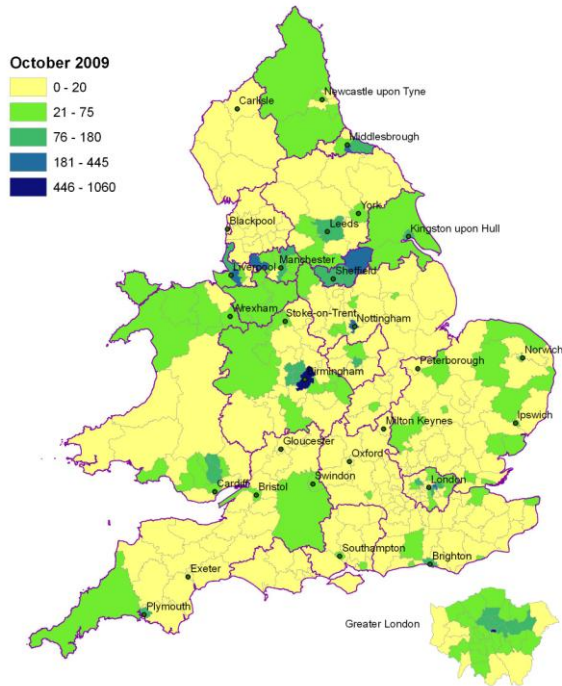 October 2009
0 - 20
21 - 75
76 - 180
181 - 445
446 - 1060
Newcastle upon Tyne
Carlisle
Middlesbrough
York
Blackpool
Leeds
Kingston upon Hull
Liverpool
Manchester
Sheffield
Wrexham
Stoke-on-Trent
Nottingham
Norwich
Peterborough
Birmingham
Ipswich
Milton Keynes
Gloucester
Oxford
Cardiff
Bristol
Swindon
London
Southampton
Brighton
Exeter
Plymouth
Greater London